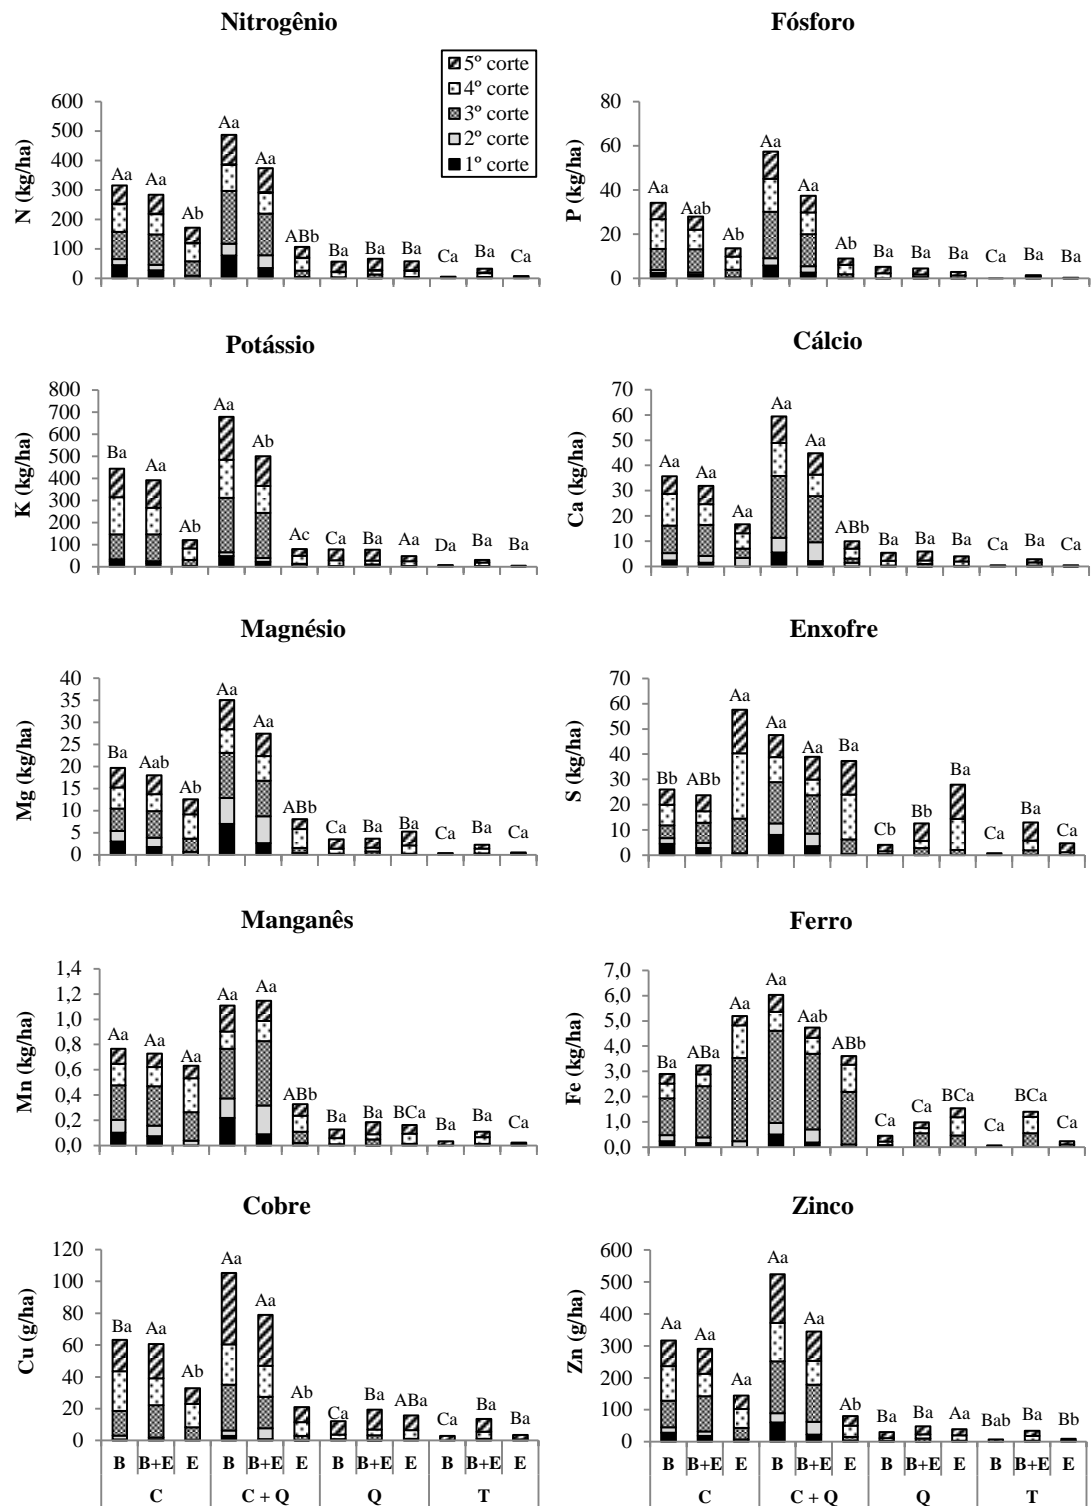 Nitrogênio
N (kg/ha)
600
500
400
300
200
100
0
Aa
Aa
Ab
Aa
Aa
ABb
Ba
Ba
Ba
Ca
Ba
Ca
5º corte
4º corte
3º corte
2º corte
1º corte
Fósforo
P (kg/ha)
80
60
40
20
0
Aa
Aab
Ab
Aa
Aa
Ab
Ba
Ba
Ba
Ca
Ba
Ba
Potássio
K (kg/ha)
800
700
600
500
400
300
200
100
0
Ba
Aa
Ab
Aa
Ab
Ac
Ca
Ba
Aa
Da
Ba
Ba
Cálcio
Ca (kg/ha)
70
60
50
40
30
20
10
0
Aa
Aa
Aa
Aa
Aa
ABb
Ba
Ba
Ca
Ca
Ba
Ca
Magnésio
Mg (kg/ha)
40
35
30
25
20
15
10
5
0
Ba
Aab
Ab
Aa
Aa
ABb
Ca
Ba
Ca
Ca
Ba
Ca
Enxofre
S (kg/ha)
70
60
50
40
30
20
10
0
Bb
ABb
Aa
Aa
Aa
Ba
Cb
Bb
Ba
Ca
Ba
Ca
Manganês
Mn (kg/ha)
1,4
1,2
1,0
0,8
0,6
0,4
0,2
0,0
Aa
Aa
Aa
Aa
Aa
ABb
Ba
Ba
BCa
Ba
Ba
Ca
Ferro
Fe (kg/ha)
7,0
6,0
5,0
4,0
3,0
2,0
1,0
0,0
Ba
ABa
Aa
Aa
Aab
ABb
Ca
Ca
BCa
Ca
BCa
Ca
Cobre
Cu (g/ha)
120
100
80
60
40
20
0
Ba
Aa
Ab
Aa
Aa
Ab
Ca
Ba
ABa
Ca
Ba
Ba
B B+E E B B+E E B B+E E B B+E E
C C + Q Q T
Zinco
Zn (g/ha)
600
500
400
300
200
100
0
Aa
Aa
Aa
Aa
Aa
Ab
Ba
Ba
Aa
Bab
Ba
Bb
B B+E E B B+E E B B+E E B B+E E
C C + Q Q T